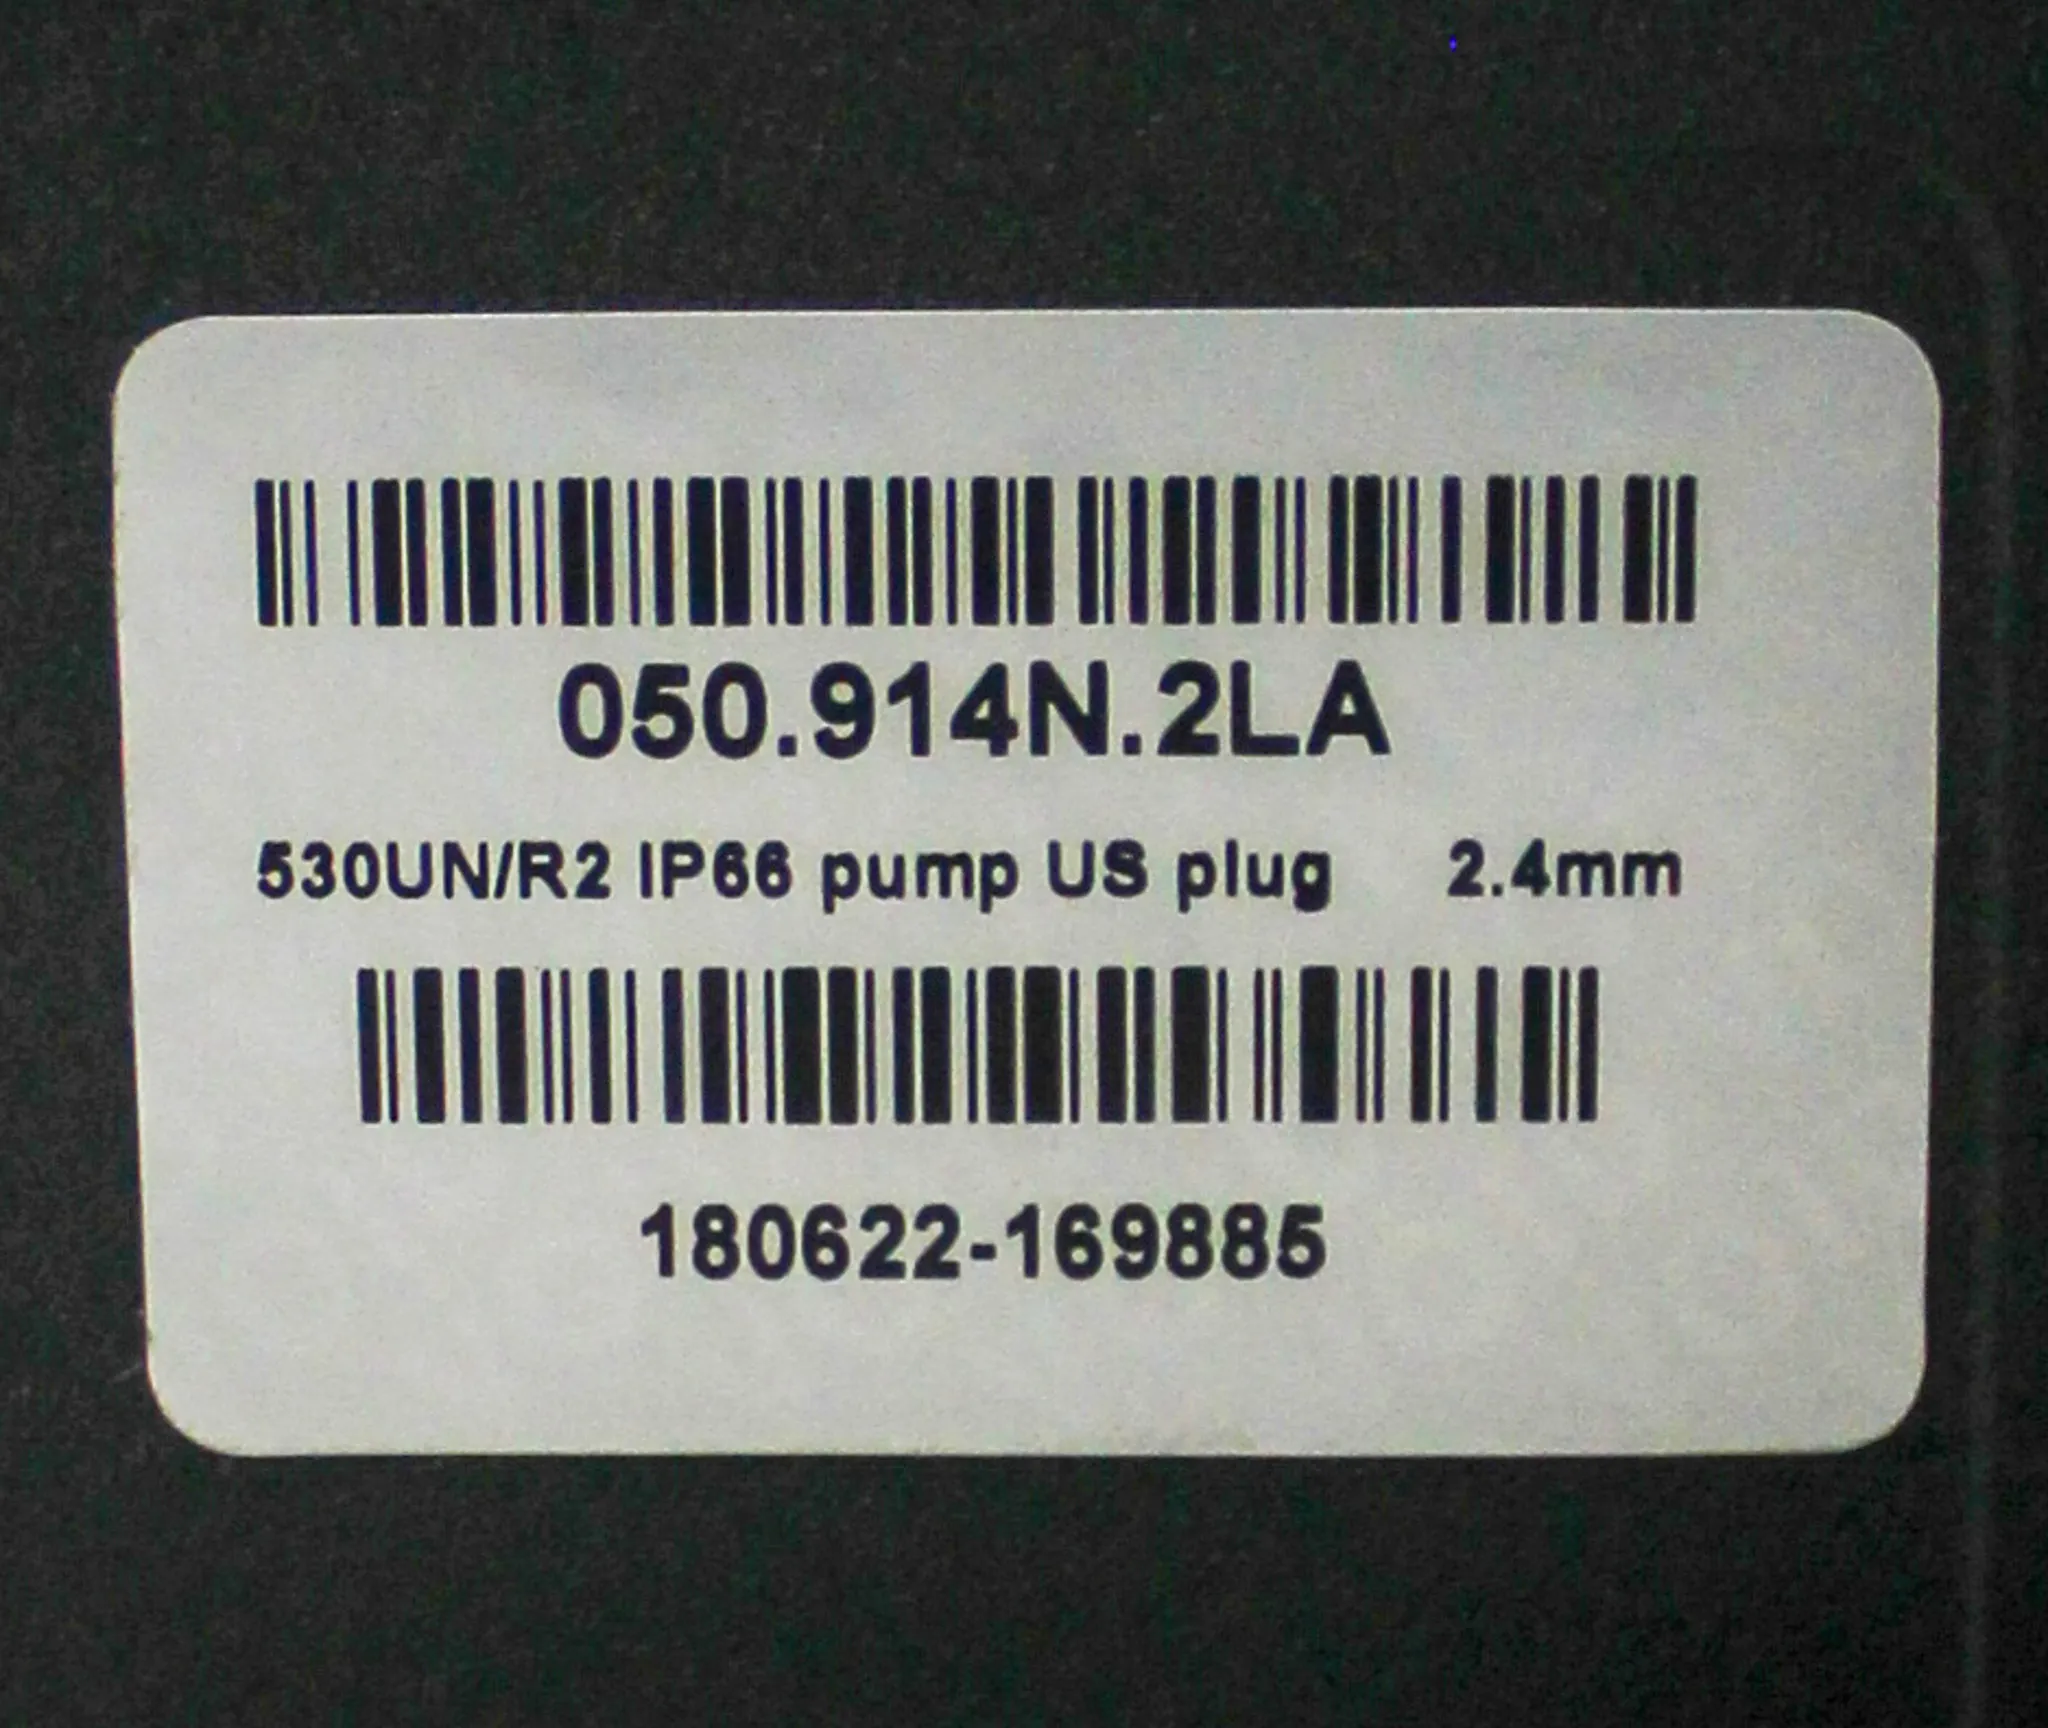 050.914N.2LA
530UN/R2 IP66 pump US plug 2.4mm
180622-169885